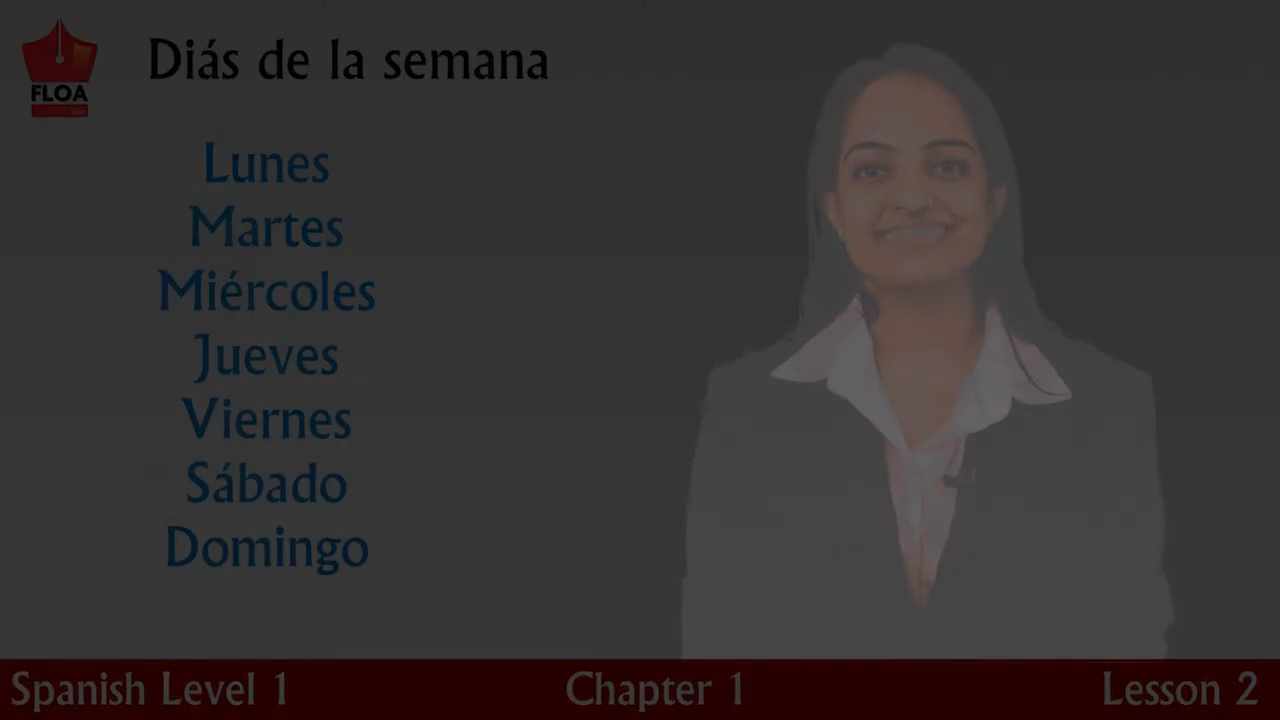 FLOA
Diás de la semana
Lunes
Martes
Miércoles
Jueves
Viernes
Sábado
Domingo
Spanish Level 1
Chapter 1
Lesson 2